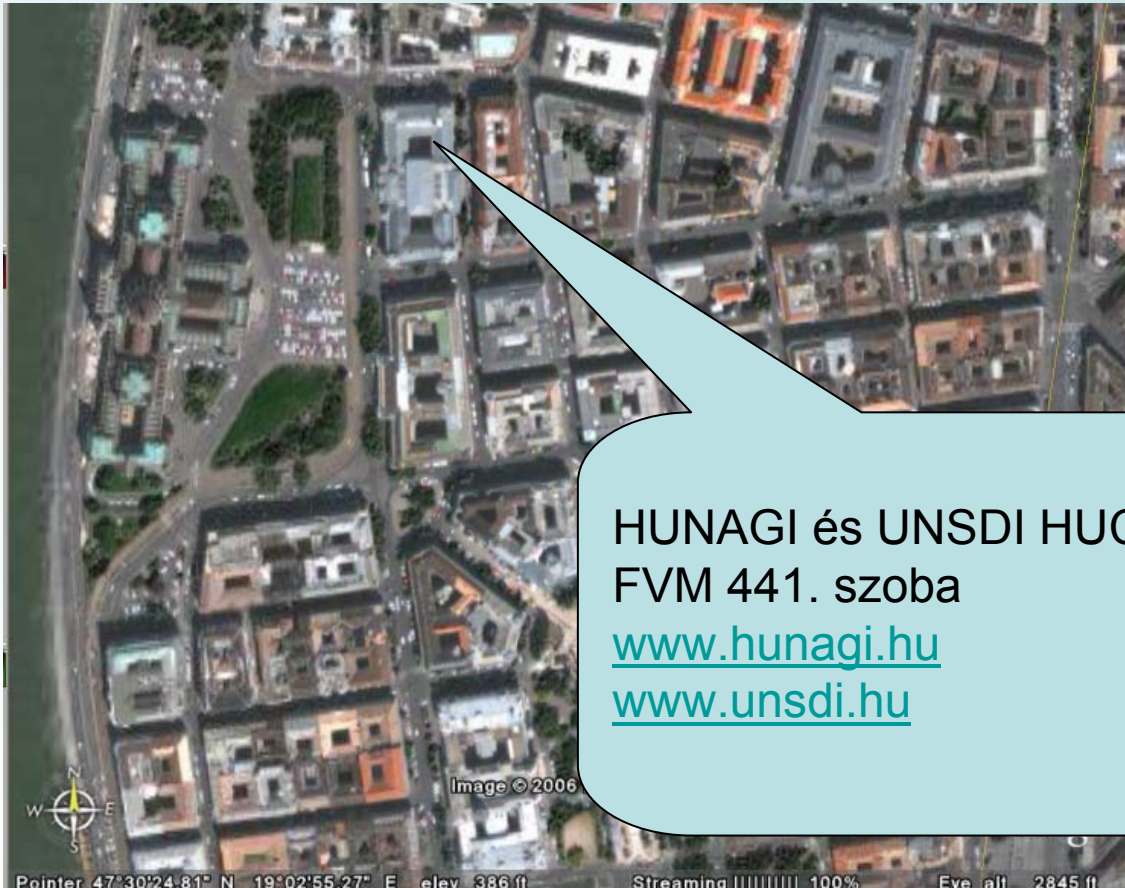 HUNAGI és UNSDI HUC
FVM 441. szoba
www.hunagi.hu
www.unsdi.hu
Image © 2006
N
W E
S
Pointer 47°30'24.81" N 19°02'55.27" E elev 386 ft Streaming |||||||||| 100% Eye alt 2845 ft